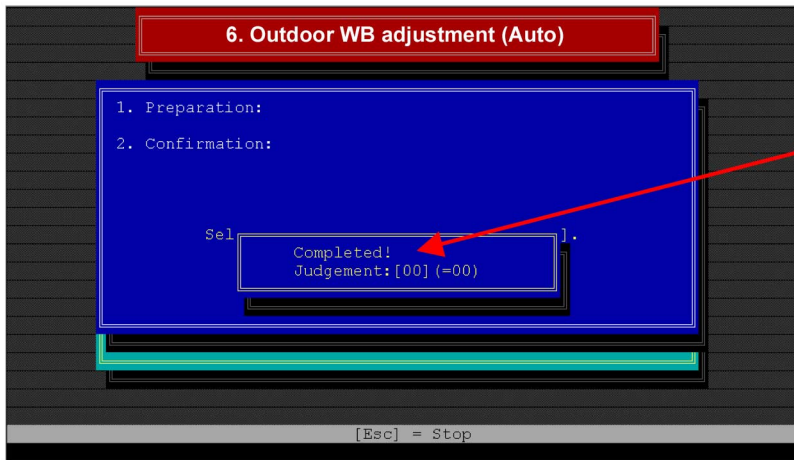 6. Outdoor WB adjustment (Auto)
1. Preparation:
2. Confirmation:
Sel ].
Completed!
Judgement:[00](=00)
[Esc] = Stop